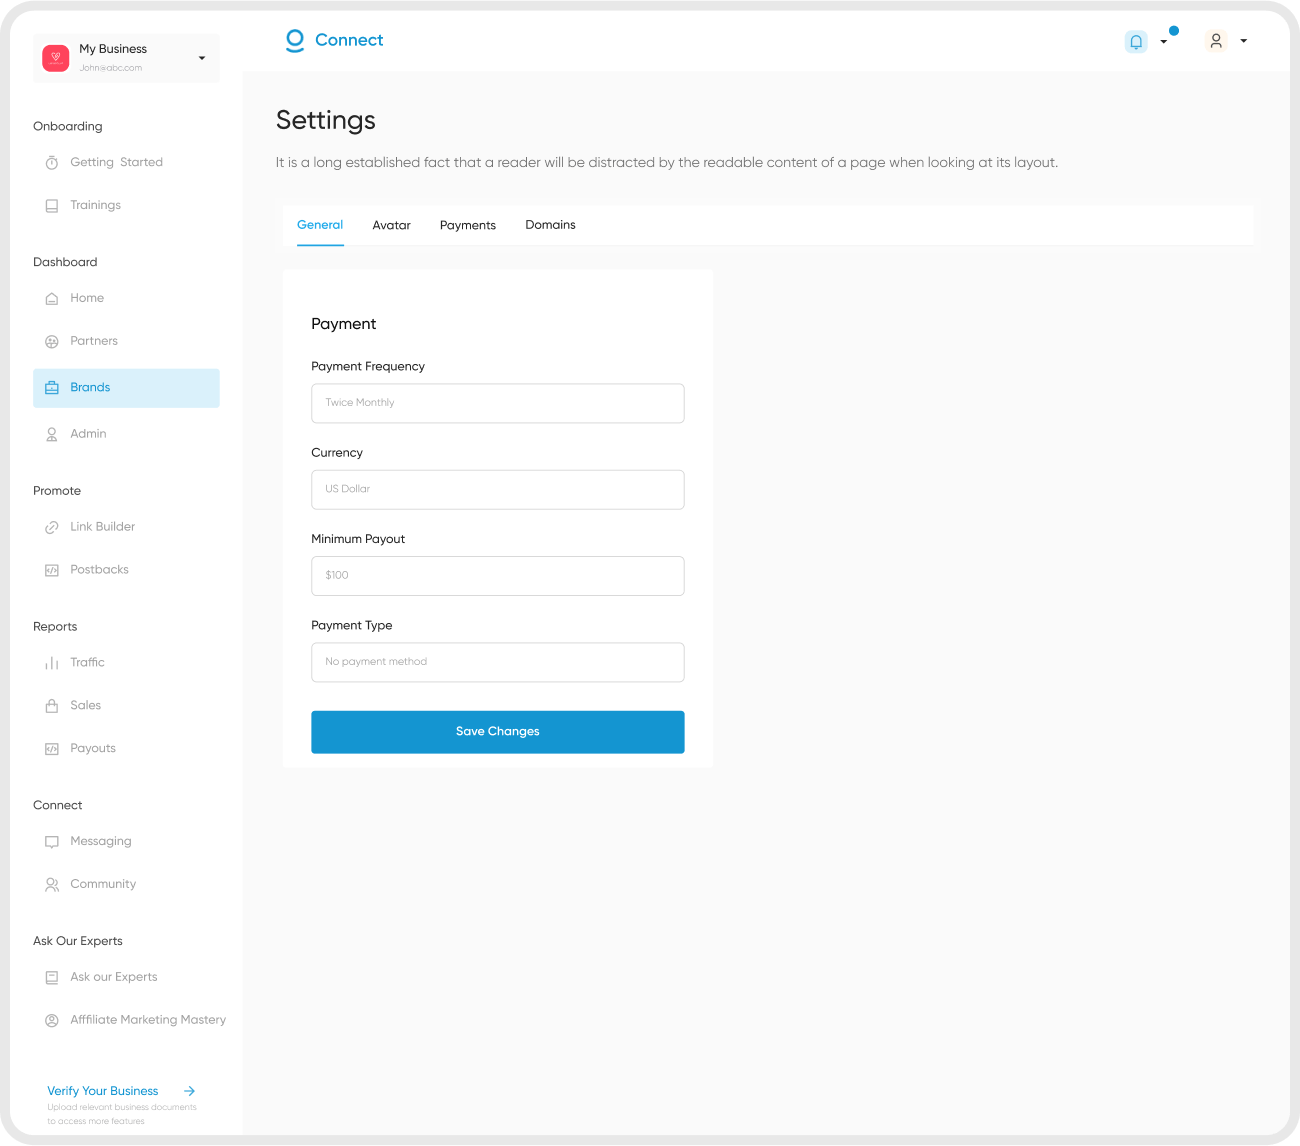 My Business
John@abc.com
Connect
Onboarding
Getting Started
Trainings
Dashboard
Home
Partners
Brands
Admin
Promote
Link Builder
Postbacks
Reports
Traffic
Sales
Payouts
Connect
Messaging
Community
Ask Our Experts
Ask our Experts
Afffiliate Marketing Mastery
Verify Your Business
Upload relevant business documents
to access more features
Settings
It is a long established fact that a reader will be distracted by the readable content of a page when looking at its layout.
General Avatar Payments Domains
Payment
Payment Frequency
Twice Monthly
Currency
US Dollar
Minimum Payout
$100
Payment Type
No payment method
Save Changes